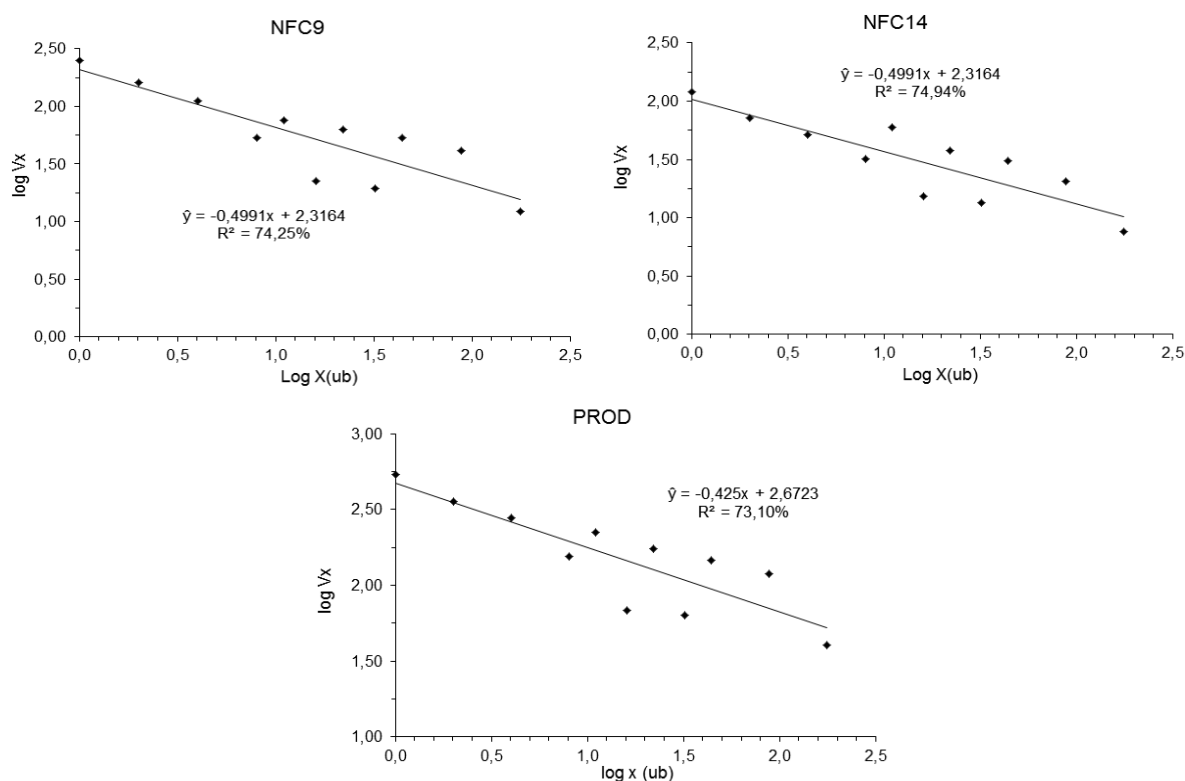 NFC9
2,50
2,00
1,50
1,00
0,50
0,00
log Vx
ŷ = -0,4991x + 2,3164
R² = 74,25%
0,0 0,5 1,0 1,5 2,0 2,5
Log X(ub)
NFC14
2,50
2,00
1,50
1,00
0,50
0,00
log Vx
ŷ = -0,4991x + 2,3164
R² = 74,94%
0,0 0,5 1,0 1,5 2,0 2,5
Log X(ub)
PROD
3,00
2,50
2,00
1,50
1,00
log Vx
ŷ = -0,425x + 2,6723
R² = 73,10%
0,0 0,5 1,0 1,5 2,0 2,5
log x (ub)